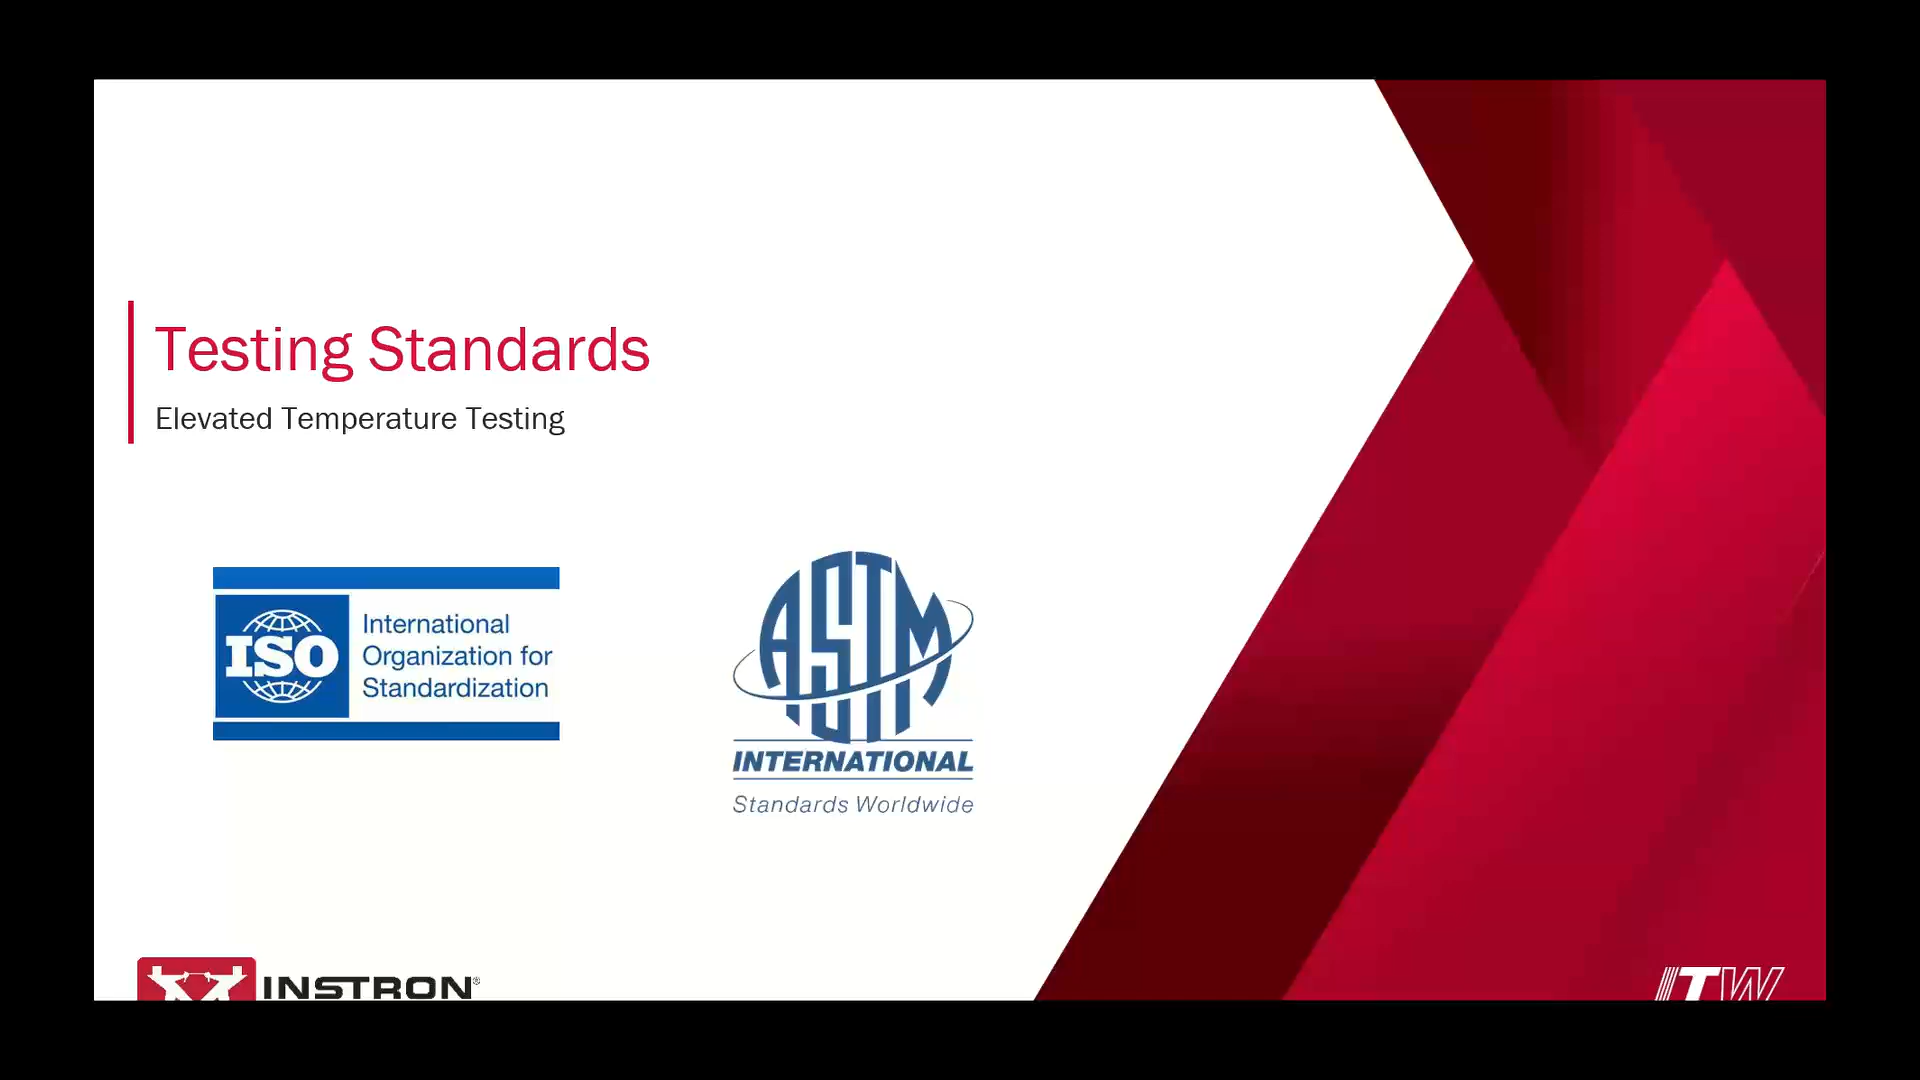 Testing Standards
Elevated Temperature Testing
ISO
International
Organization for
Standardization
ASTM
INTERNATIONAL
Standards Worldwide
INSTRON®
ITW